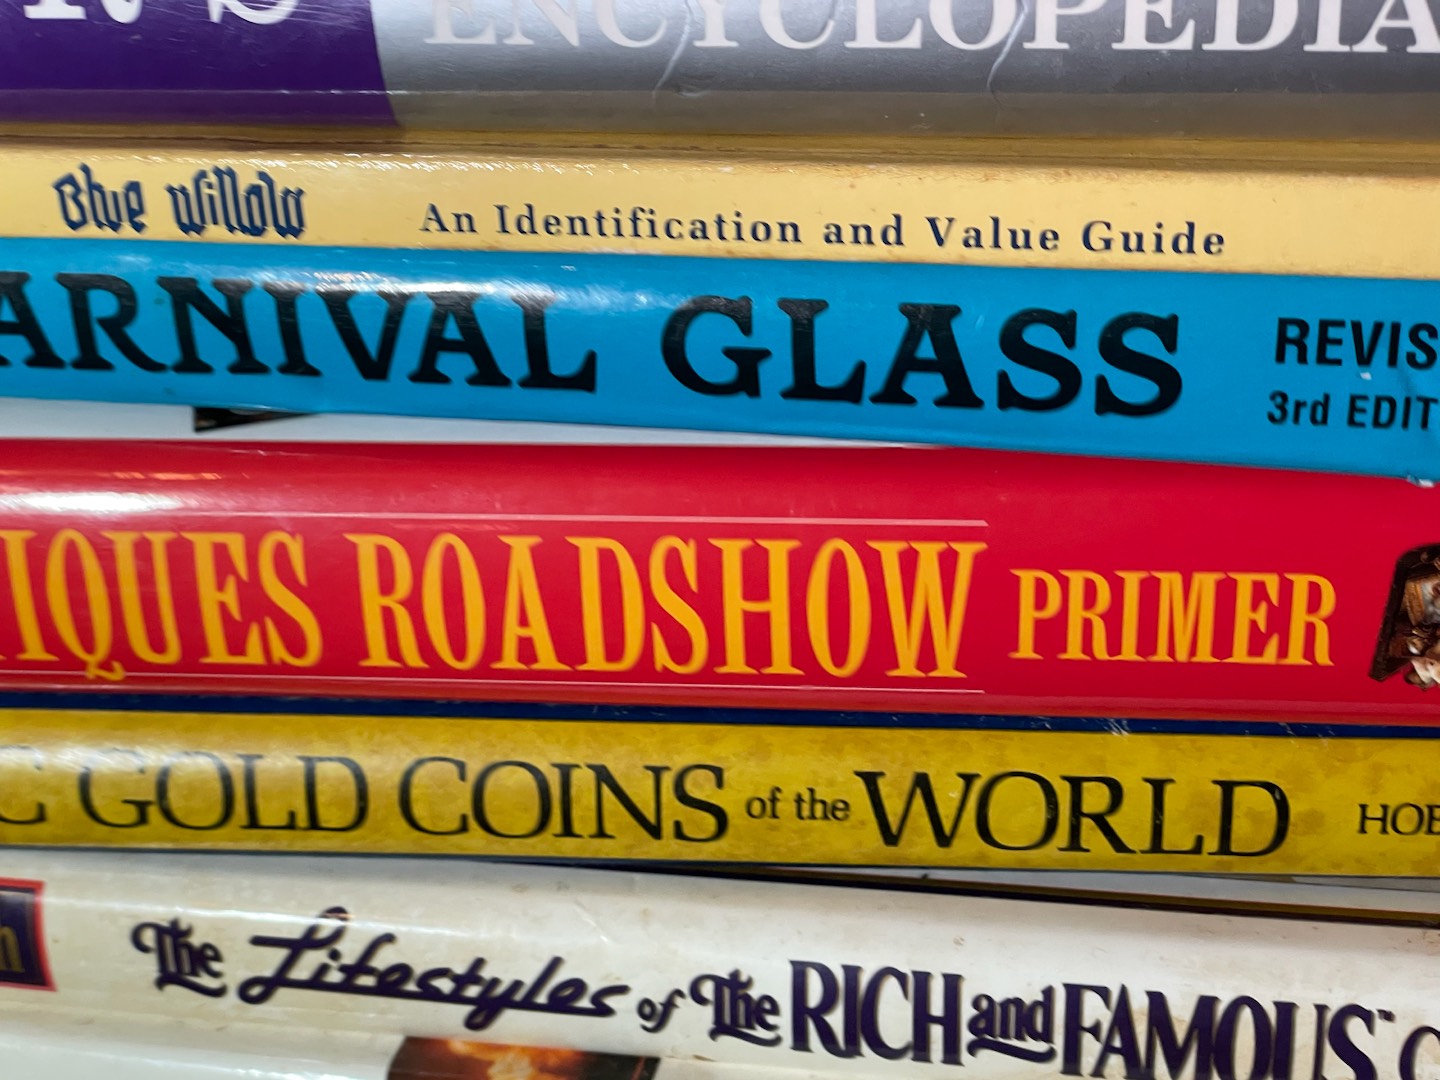 ENCYCLOPEDIA
Blue Willow An Identification and Value Guide
ARNIVAL GLASS REVIS
3rd EDIT
IQUES ROADSHOW PRIMER
C GOLD COINS of the WORLD HOB
The Lifestyles of The RICH and FAMOUS™ C